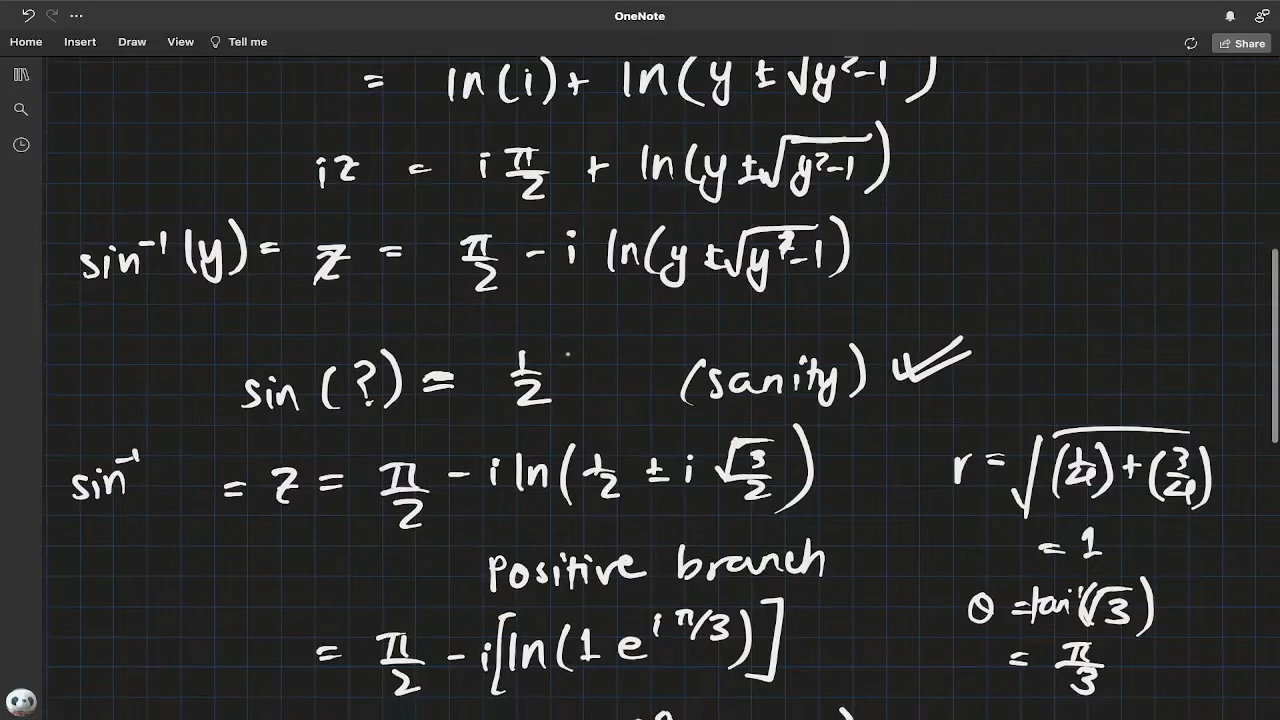 OneNote
Home Insert Draw View Tell me Share
= ln(i) + ln(y ± √y²-1)
iz = i π/2 + ln(y ± √y²-1)
sin⁻¹(y) = z = π/2 - i ln(y ± √y²-1)
sin(?) = 1/2 (sanity) ✓
sin⁻¹ = z = π/2 - i ln(1/2 ± i √3/2)
r = √(1/4) + (3/4)
= 1
positive branch
θ = tan⁻¹(√3)
= π/3
= π/2 - i[ln(1 e^(i π/3))]